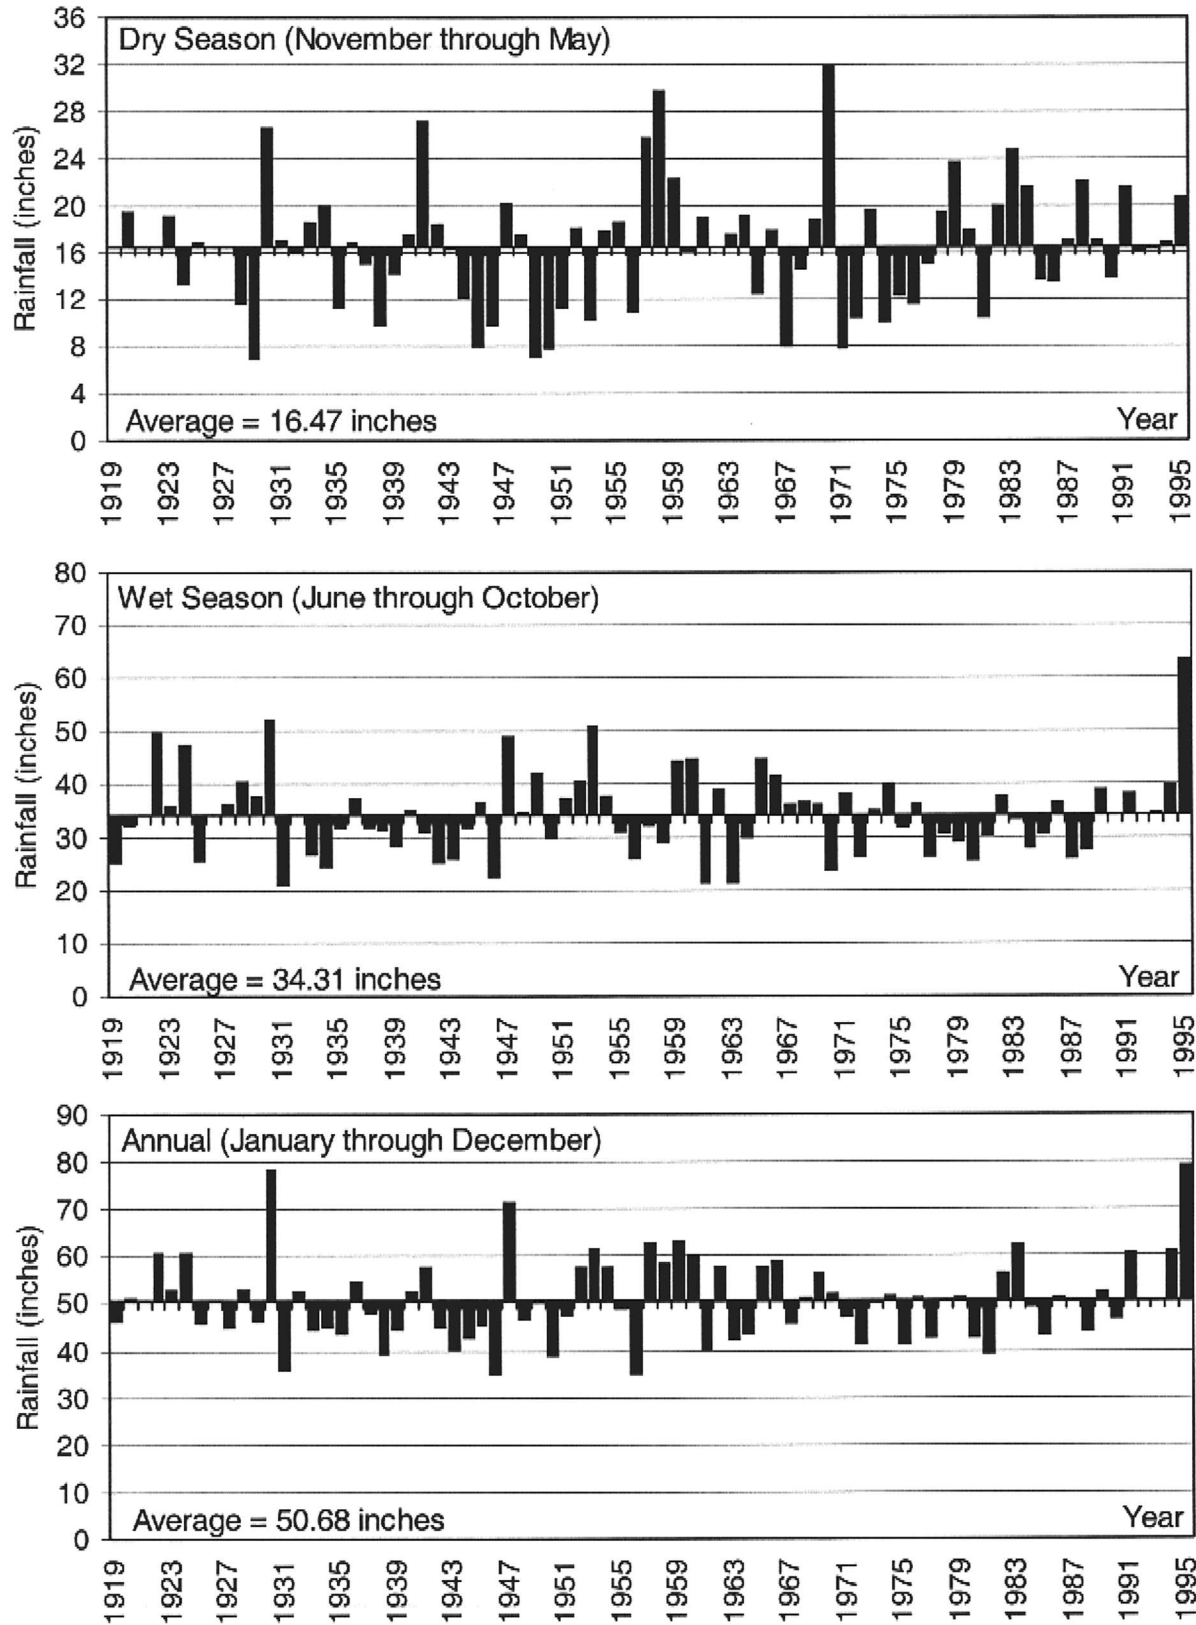 36
Dry Season (November through May)
32
28
24
20
16
12
8
4
0
Rainfall (inches)
Average = 16.47 inches
Year
1919 1923 1927 1931 1935 1939 1943 1947 1951 1955 1959 1963 1967 1971 1975 1979 1983 1987 1991 1995
80
Wet Season (June through October)
70
60
50
40
30
20
10
0
Rainfall (inches)
Average = 34.31 inches
Year
1919 1923 1927 1931 1935 1939 1943 1947 1951 1955 1959 1963 1967 1971 1975 1979 1983 1987 1991 1995
90
Annual (January through December)
80
70
60
50
40
30
20
10
0
Rainfall (inches)
Average = 50.68 inches
Year
1919 1923 1927 1931 1935 1939 1943 1947 1951 1955 1959 1963 1967 1971 1975 1979 1983 1987 1991 1995